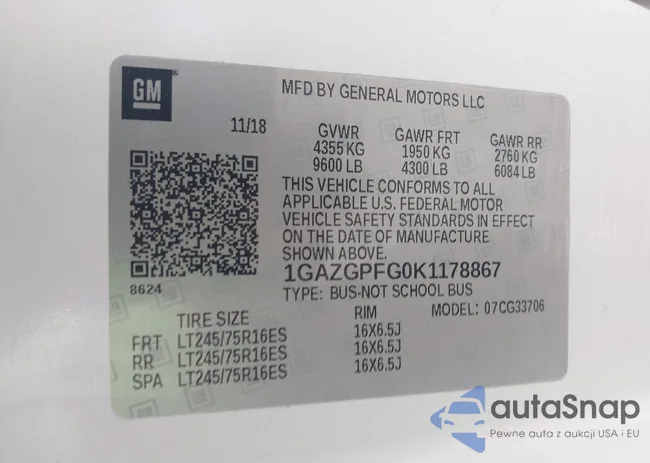 GM
MFD BY GENERAL MOTORS LLC
11/18
GVWR GAWR FRT GAWR RR
4355 KG 1950 KG 2760 KG
9600 LB 4300 LB 6084 LB
THIS VEHICLE CONFORMS TO ALL
APPLICABLE U.S. FEDERAL MOTOR
VEHICLE SAFETY STANDARDS IN EFFECT
ON THE DATE OF MANUFACTURE
1GAZGPFG0K1178867
8624
TYPE: BUS-NOT SCHOOL BUS
MODEL: 07CG33706
TIRE SIZE RIM
FRT LT245/75R16ES 16X6.5J
RR LT245/75R16ES 16X6.5J
SPA LT245/75R16ES 16X6.5J
autaSnap
Pewne auta z aukcji USA i EU